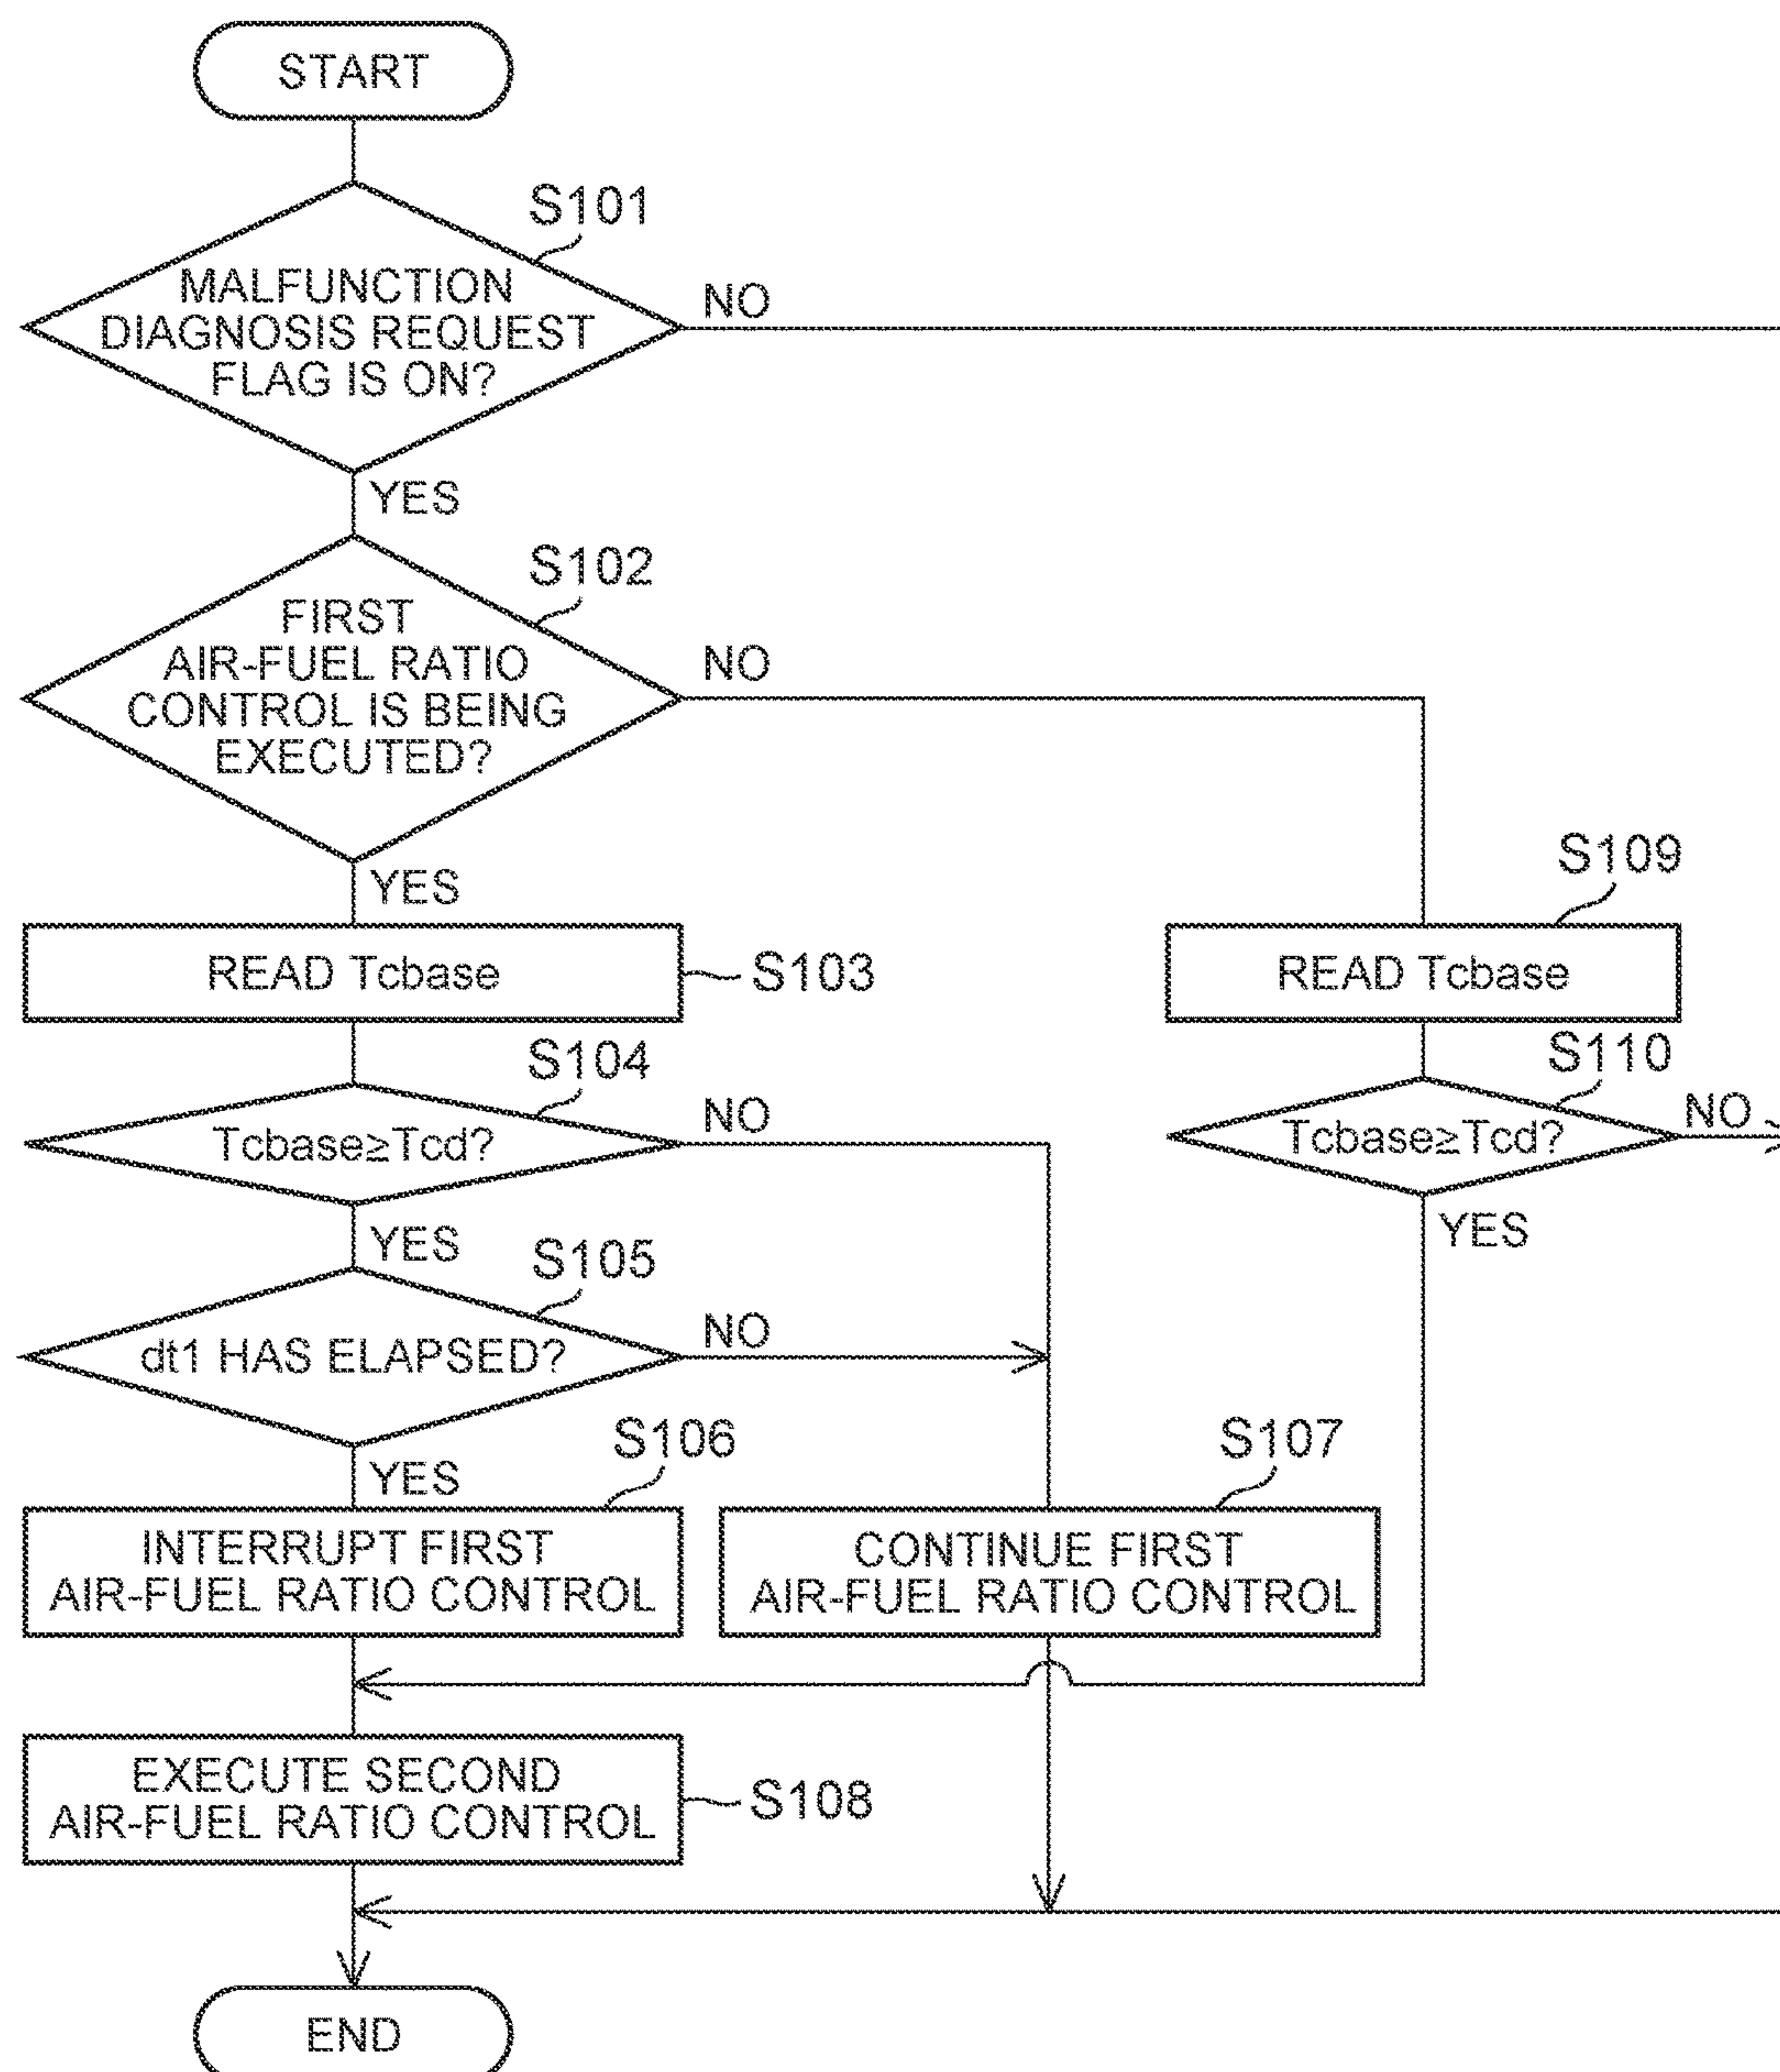 START
S101
MALFUNCTION
DIAGNOSIS REQUEST
FLAG IS ON?
NO
YES
S102
FIRST
AIR-FUEL RATIO
CONTROL IS BEING
EXECUTED?
NO
YES
READ Tcbase
S103
S109
READ Tcbase
S104
Tcbase≧Tcd?
NO
YES
S110
Tcbase≧Tcd?
NO
YES
S105
dt1 HAS ELAPSED?
NO
YES
S106
INTERRUPT FIRST
AIR-FUEL RATIO CONTROL
S107
CONTINUE FIRST
AIR-FUEL RATIO CONTROL
EXECUTE SECOND
AIR-FUEL RATIO CONTROL
S108
END